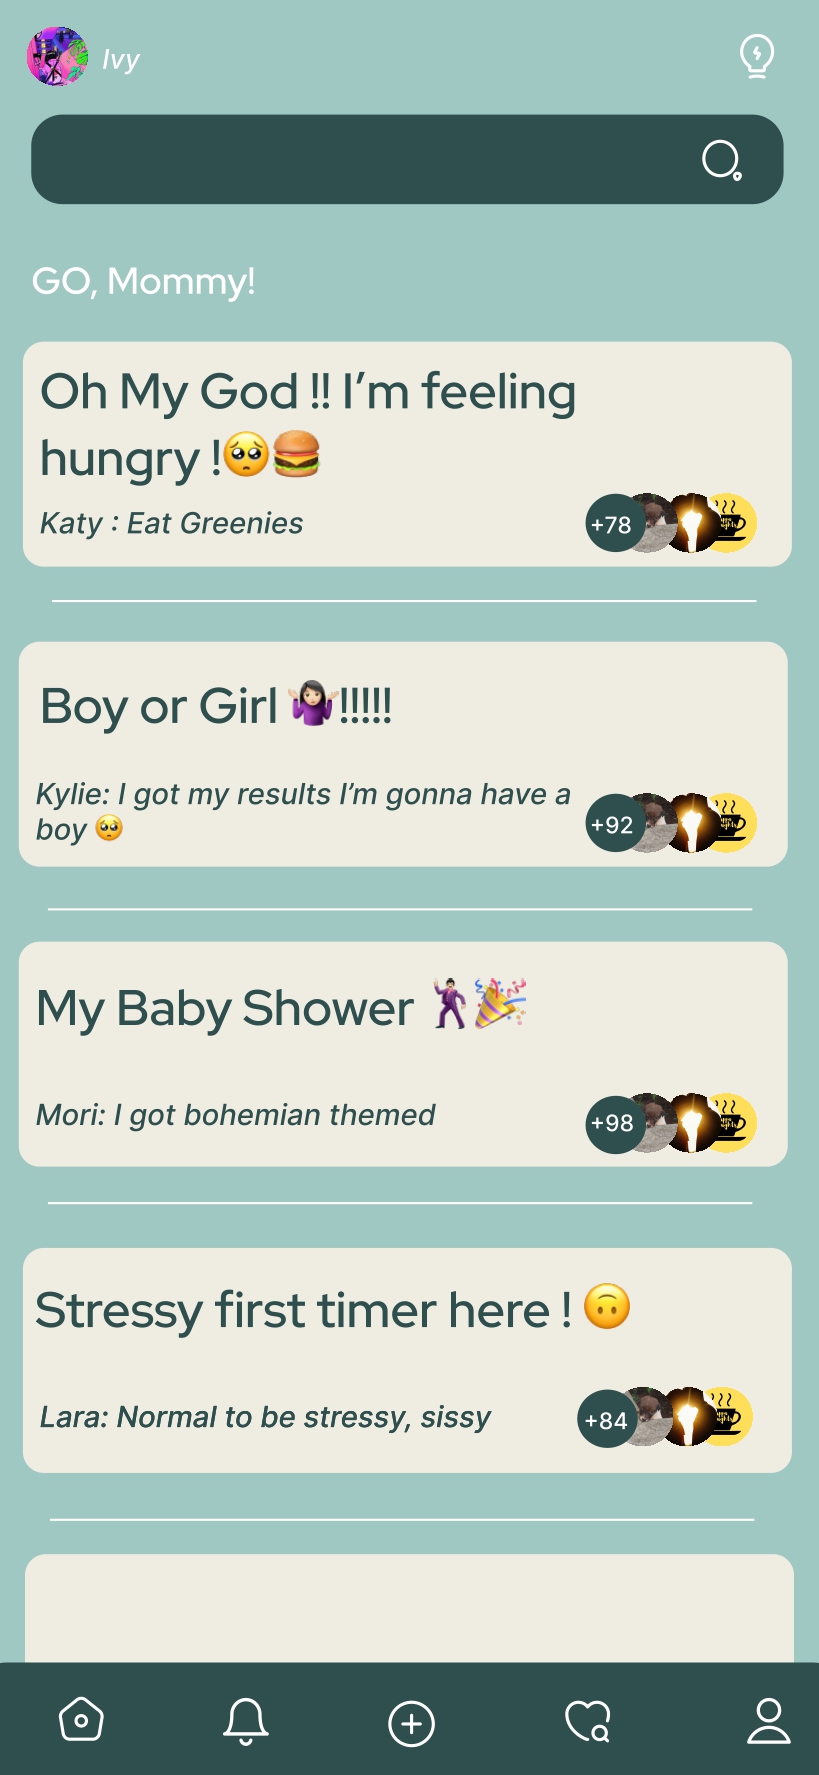 Ivy
GO, Mommy!
Oh My God !! I’m feeling
hungry !🥺🍔
Katy : Eat Greenies
+78
Boy or Girl 🤷🏻‍♀️!!!!!
Kylie: I got my results I’m gonna have a
boy 🥺
+92
My Baby Shower 🕺🏻🎉
Mori: I got bohemian themed
+98
Stressy first timer here ! 🙃
Lara: Normal to be stressy, sissy
+84